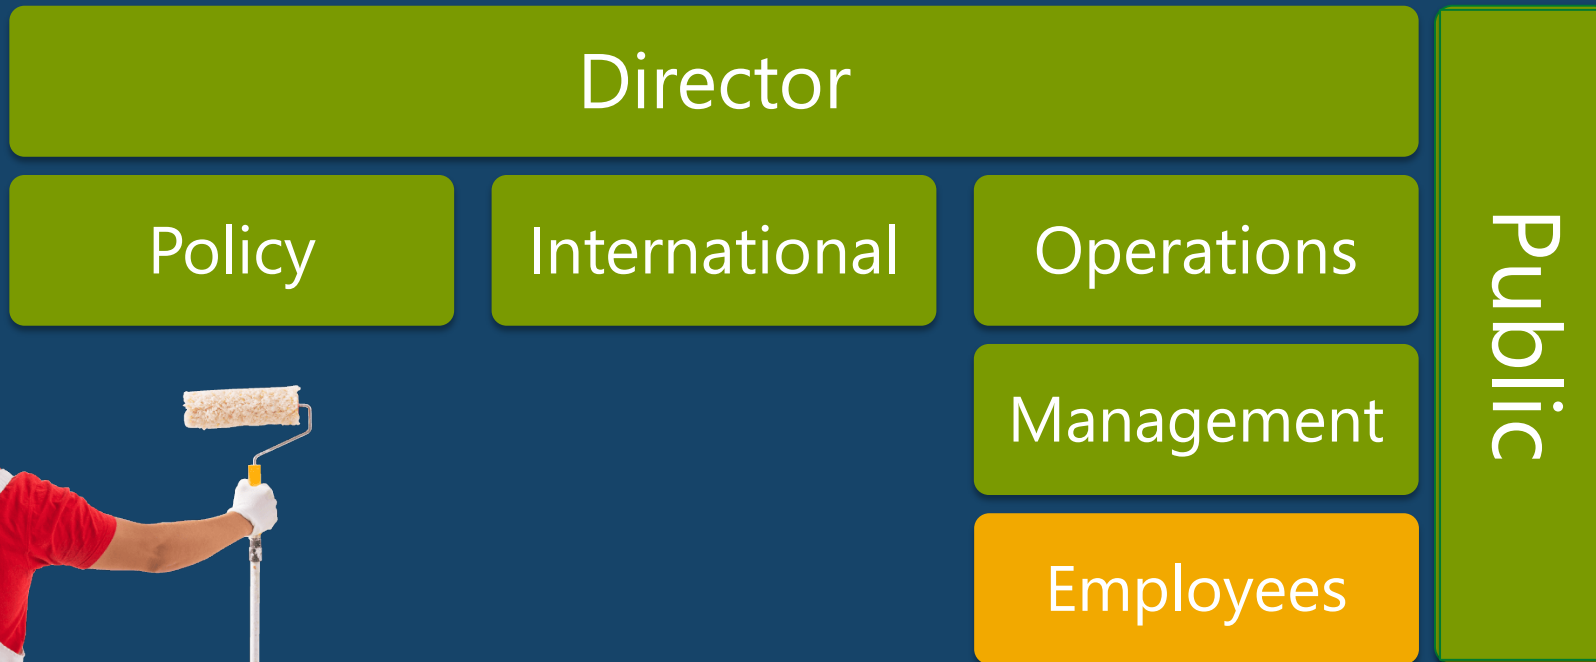 Director
Policy
International
Operations
Management
Employees
Public